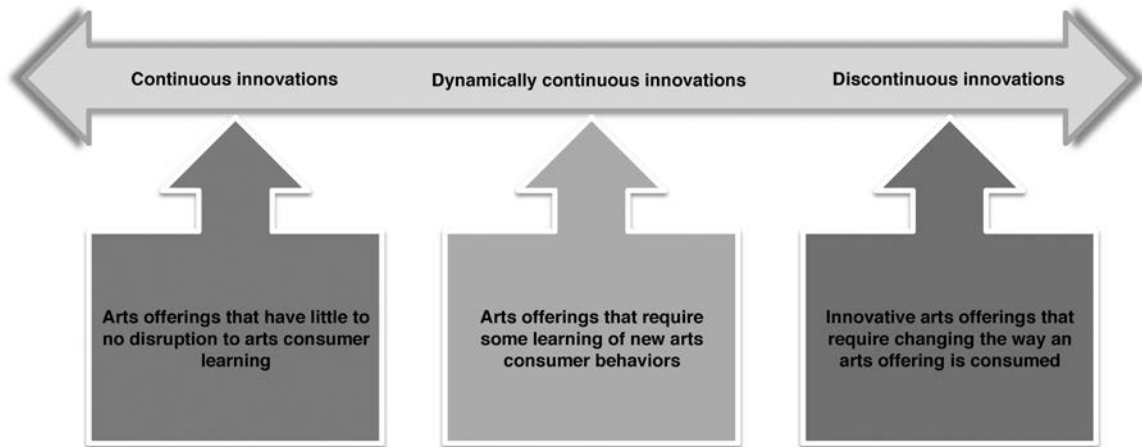 Continuous innovations
Dynamically continuous innovations
Discontinuous innovations
Arts offerings that have little to
no disruption to arts consumer
learning
Arts offerings that require
some learning of new arts
consumer behaviors
Innovative arts offerings that
require changing the way an
arts offering is consumed